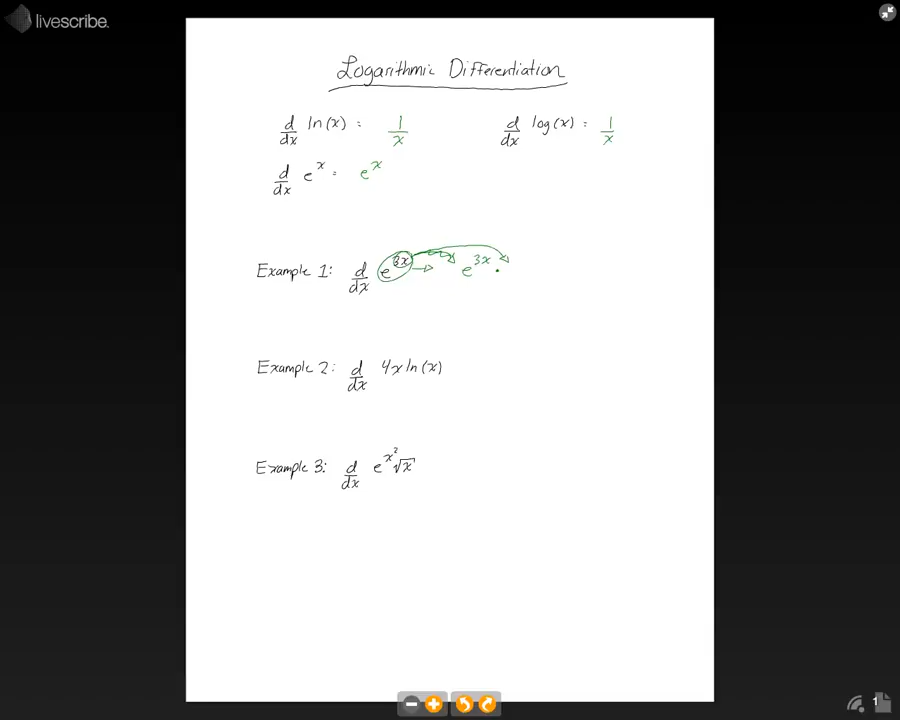 livescribe.
Logarithmic Differentiation
d/dx ln(x) = 1/x
d/dx log(x) = 1/x
d/dx e^x = e^x
Example 1: d/dx e^3x → e^3x ·
Example 2: d/dx 4x ln(x)
Example 3: d/dx e^x^2 √x
1